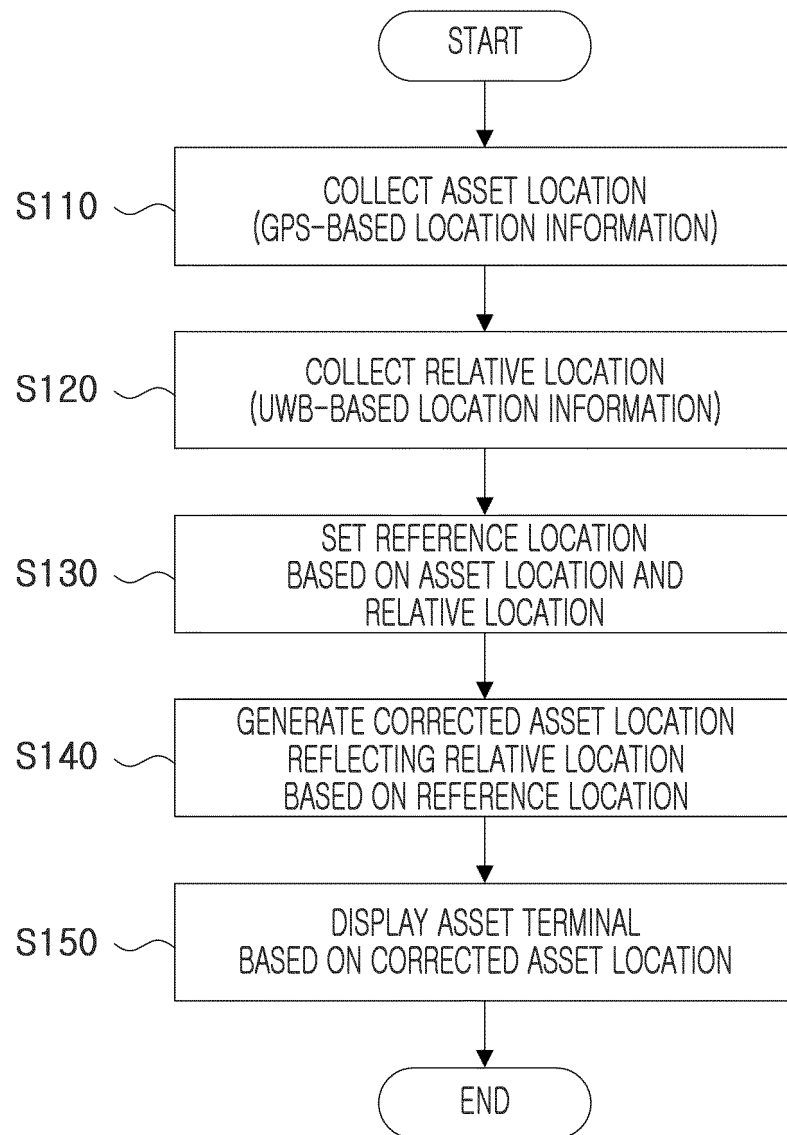 START
S110
COLLECT ASSET LOCATION
(GPS-BASED LOCATION INFORMATION)
S120
COLLECT RELATIVE LOCATION
(UWB-BASED LOCATION INFORMATION)
S130
SET REFERENCE LOCATION
BASED ON ASSET LOCATION AND
RELATIVE LOCATION
S140
GENERATE CORRECTED ASSET LOCATION
REFLECTING RELATIVE LOCATION
BASED ON REFERENCE LOCATION
S150
DISPLAY ASSET TERMINAL
BASED ON CORRECTED ASSET LOCATION
END